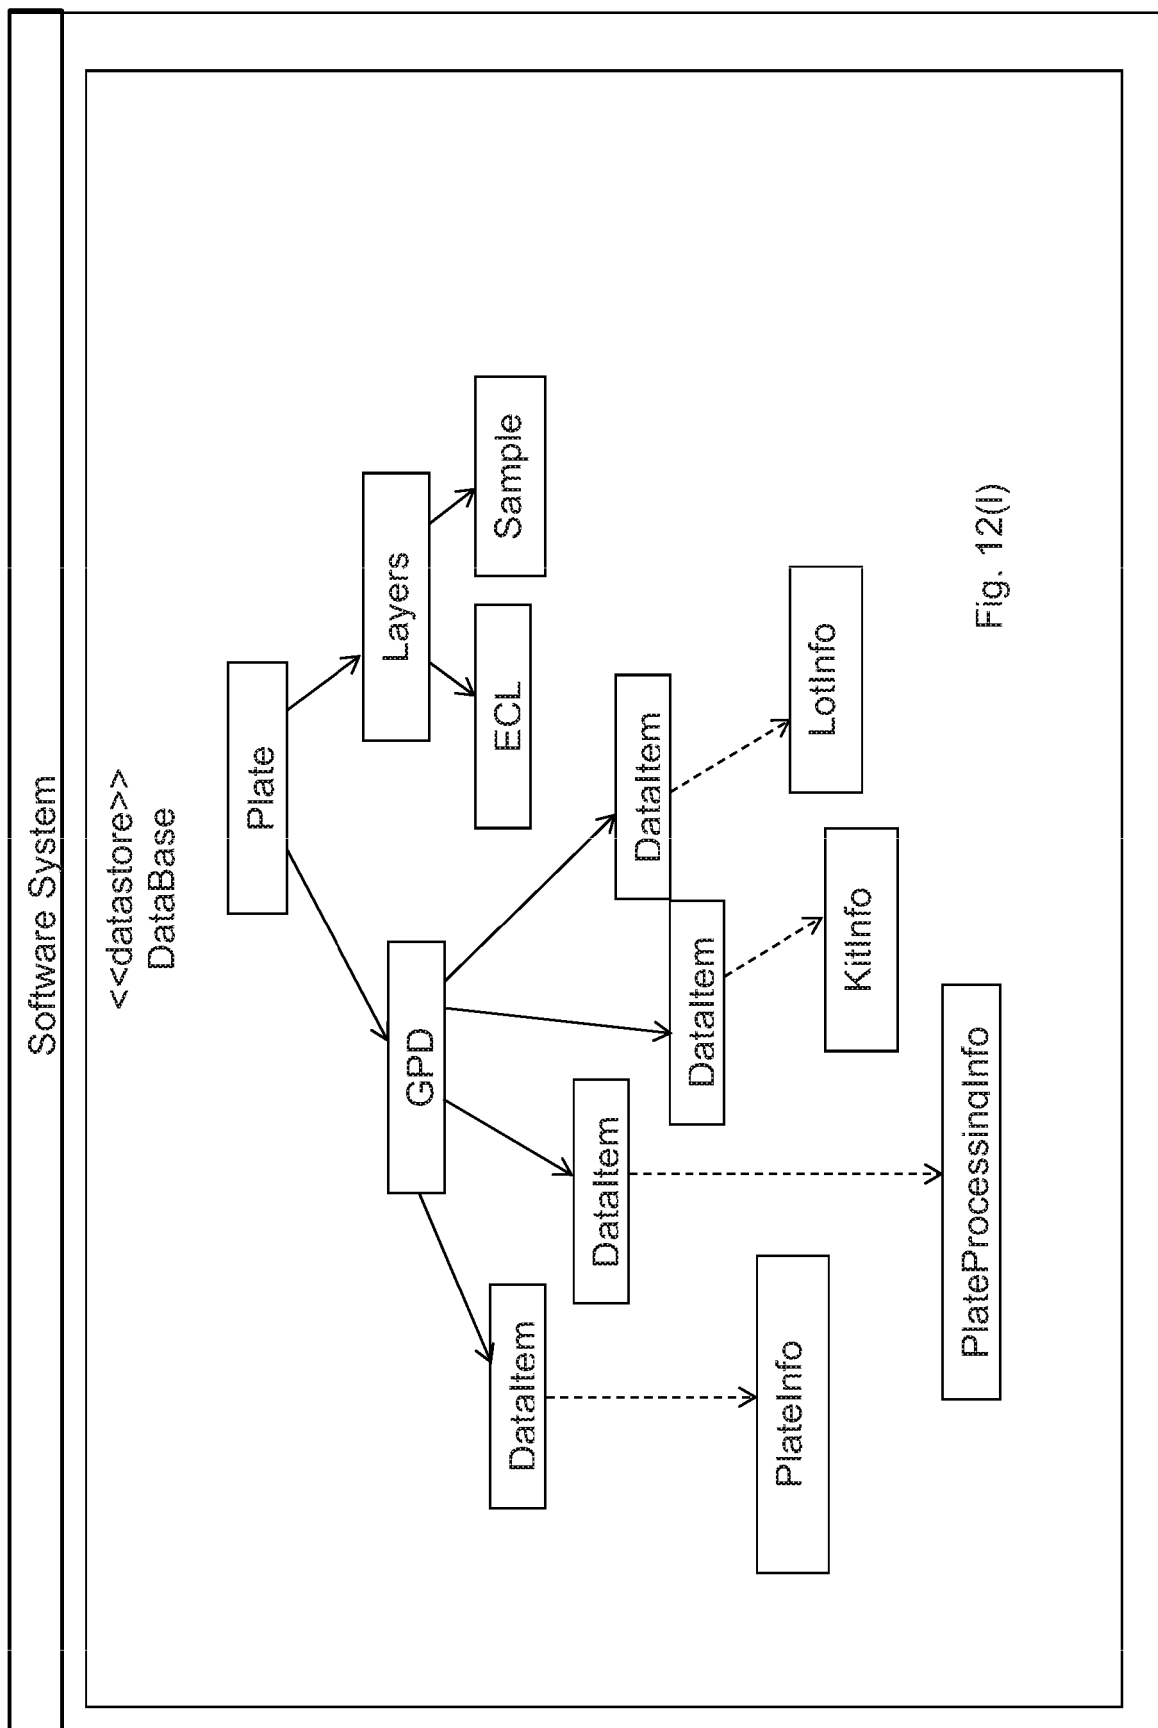 Software System
<<datastore>>
DataBase
Plate
Layers
GPD
Sample
ECL
DataItem
DataItem
DataItem
DataItem
PlateInfo
LotInfo
KitInfo
PlateProcessingInfo
Fig. 12(I)